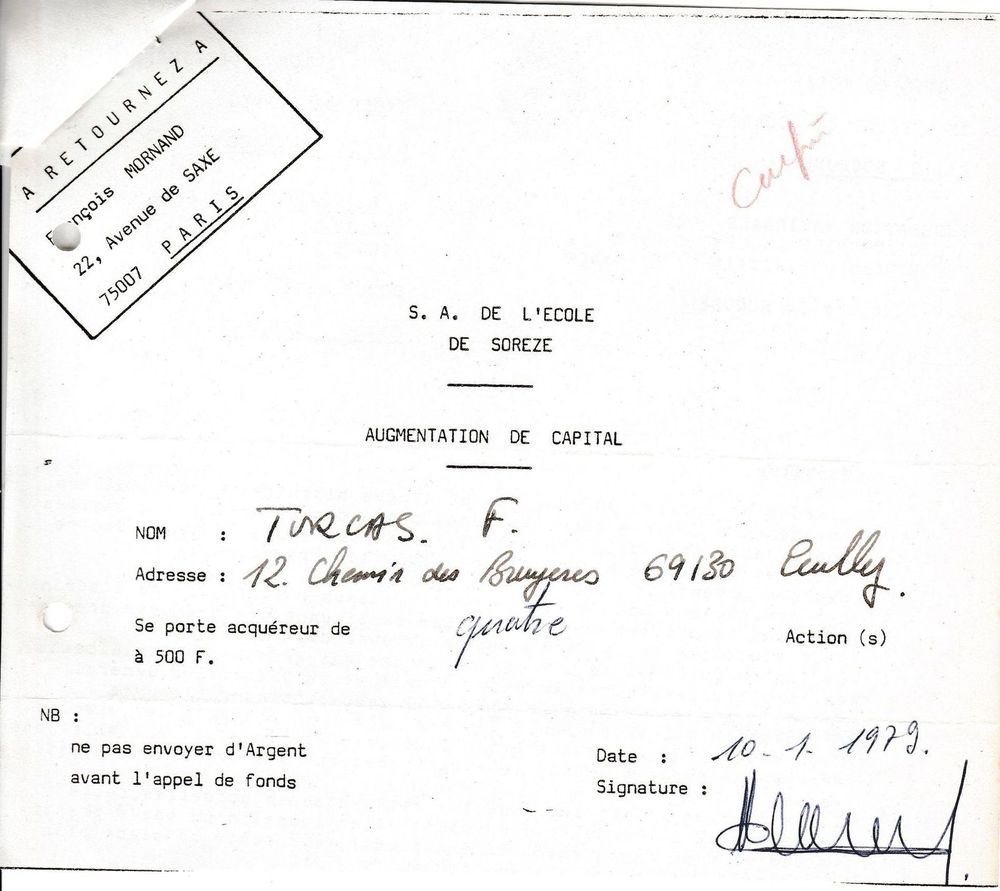 A RETOURNEZ A
François MORNAND
22, Avenue de SAXE
75007 PARIS
S. A. DE L'ECOLE
DE SOREZE
AUGMENTATION DE CAPITAL
NOM : TURCAS. F.
Adresse : 12. Chemin des Bruyeres 69130 Ecully.
Se porte acquéreur de quatre Action (s)
à 500 F.
NB :
ne pas envoyer d'Argent
avant l'appel de fonds
Date : 10-1-1979.
Signature :